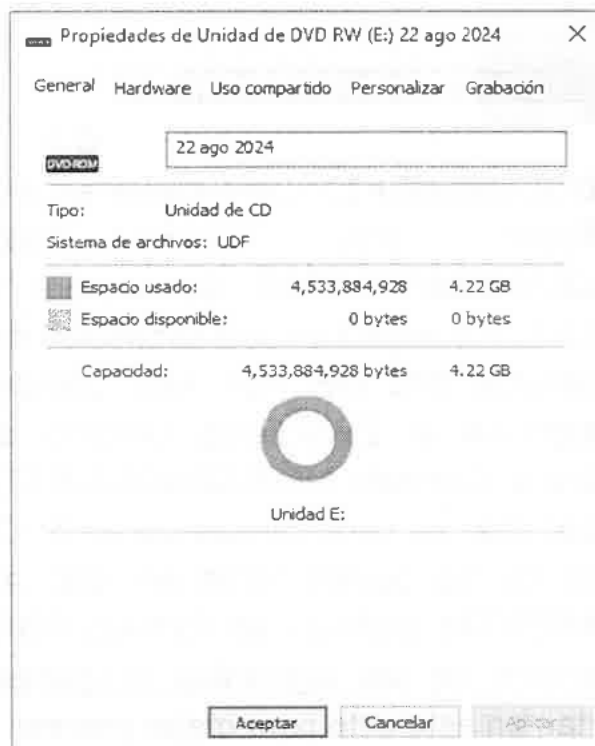 Propiedades de Unidad de DVD RW (E:) 22 ago 2024
General Hardware Uso compartido Personalizar Grabación
DVD-ROM
22 ago 2024
Tipo: Unidad de CD
Sistema de archivos: UDF
Espacio usado: 4,533,884,928 4.22 GB
Espacio disponible: 0 bytes 0 bytes
Capacidad: 4,533,884,928 bytes 4.22 GB
Unidad E:
Aceptar Cancelar Aplicar